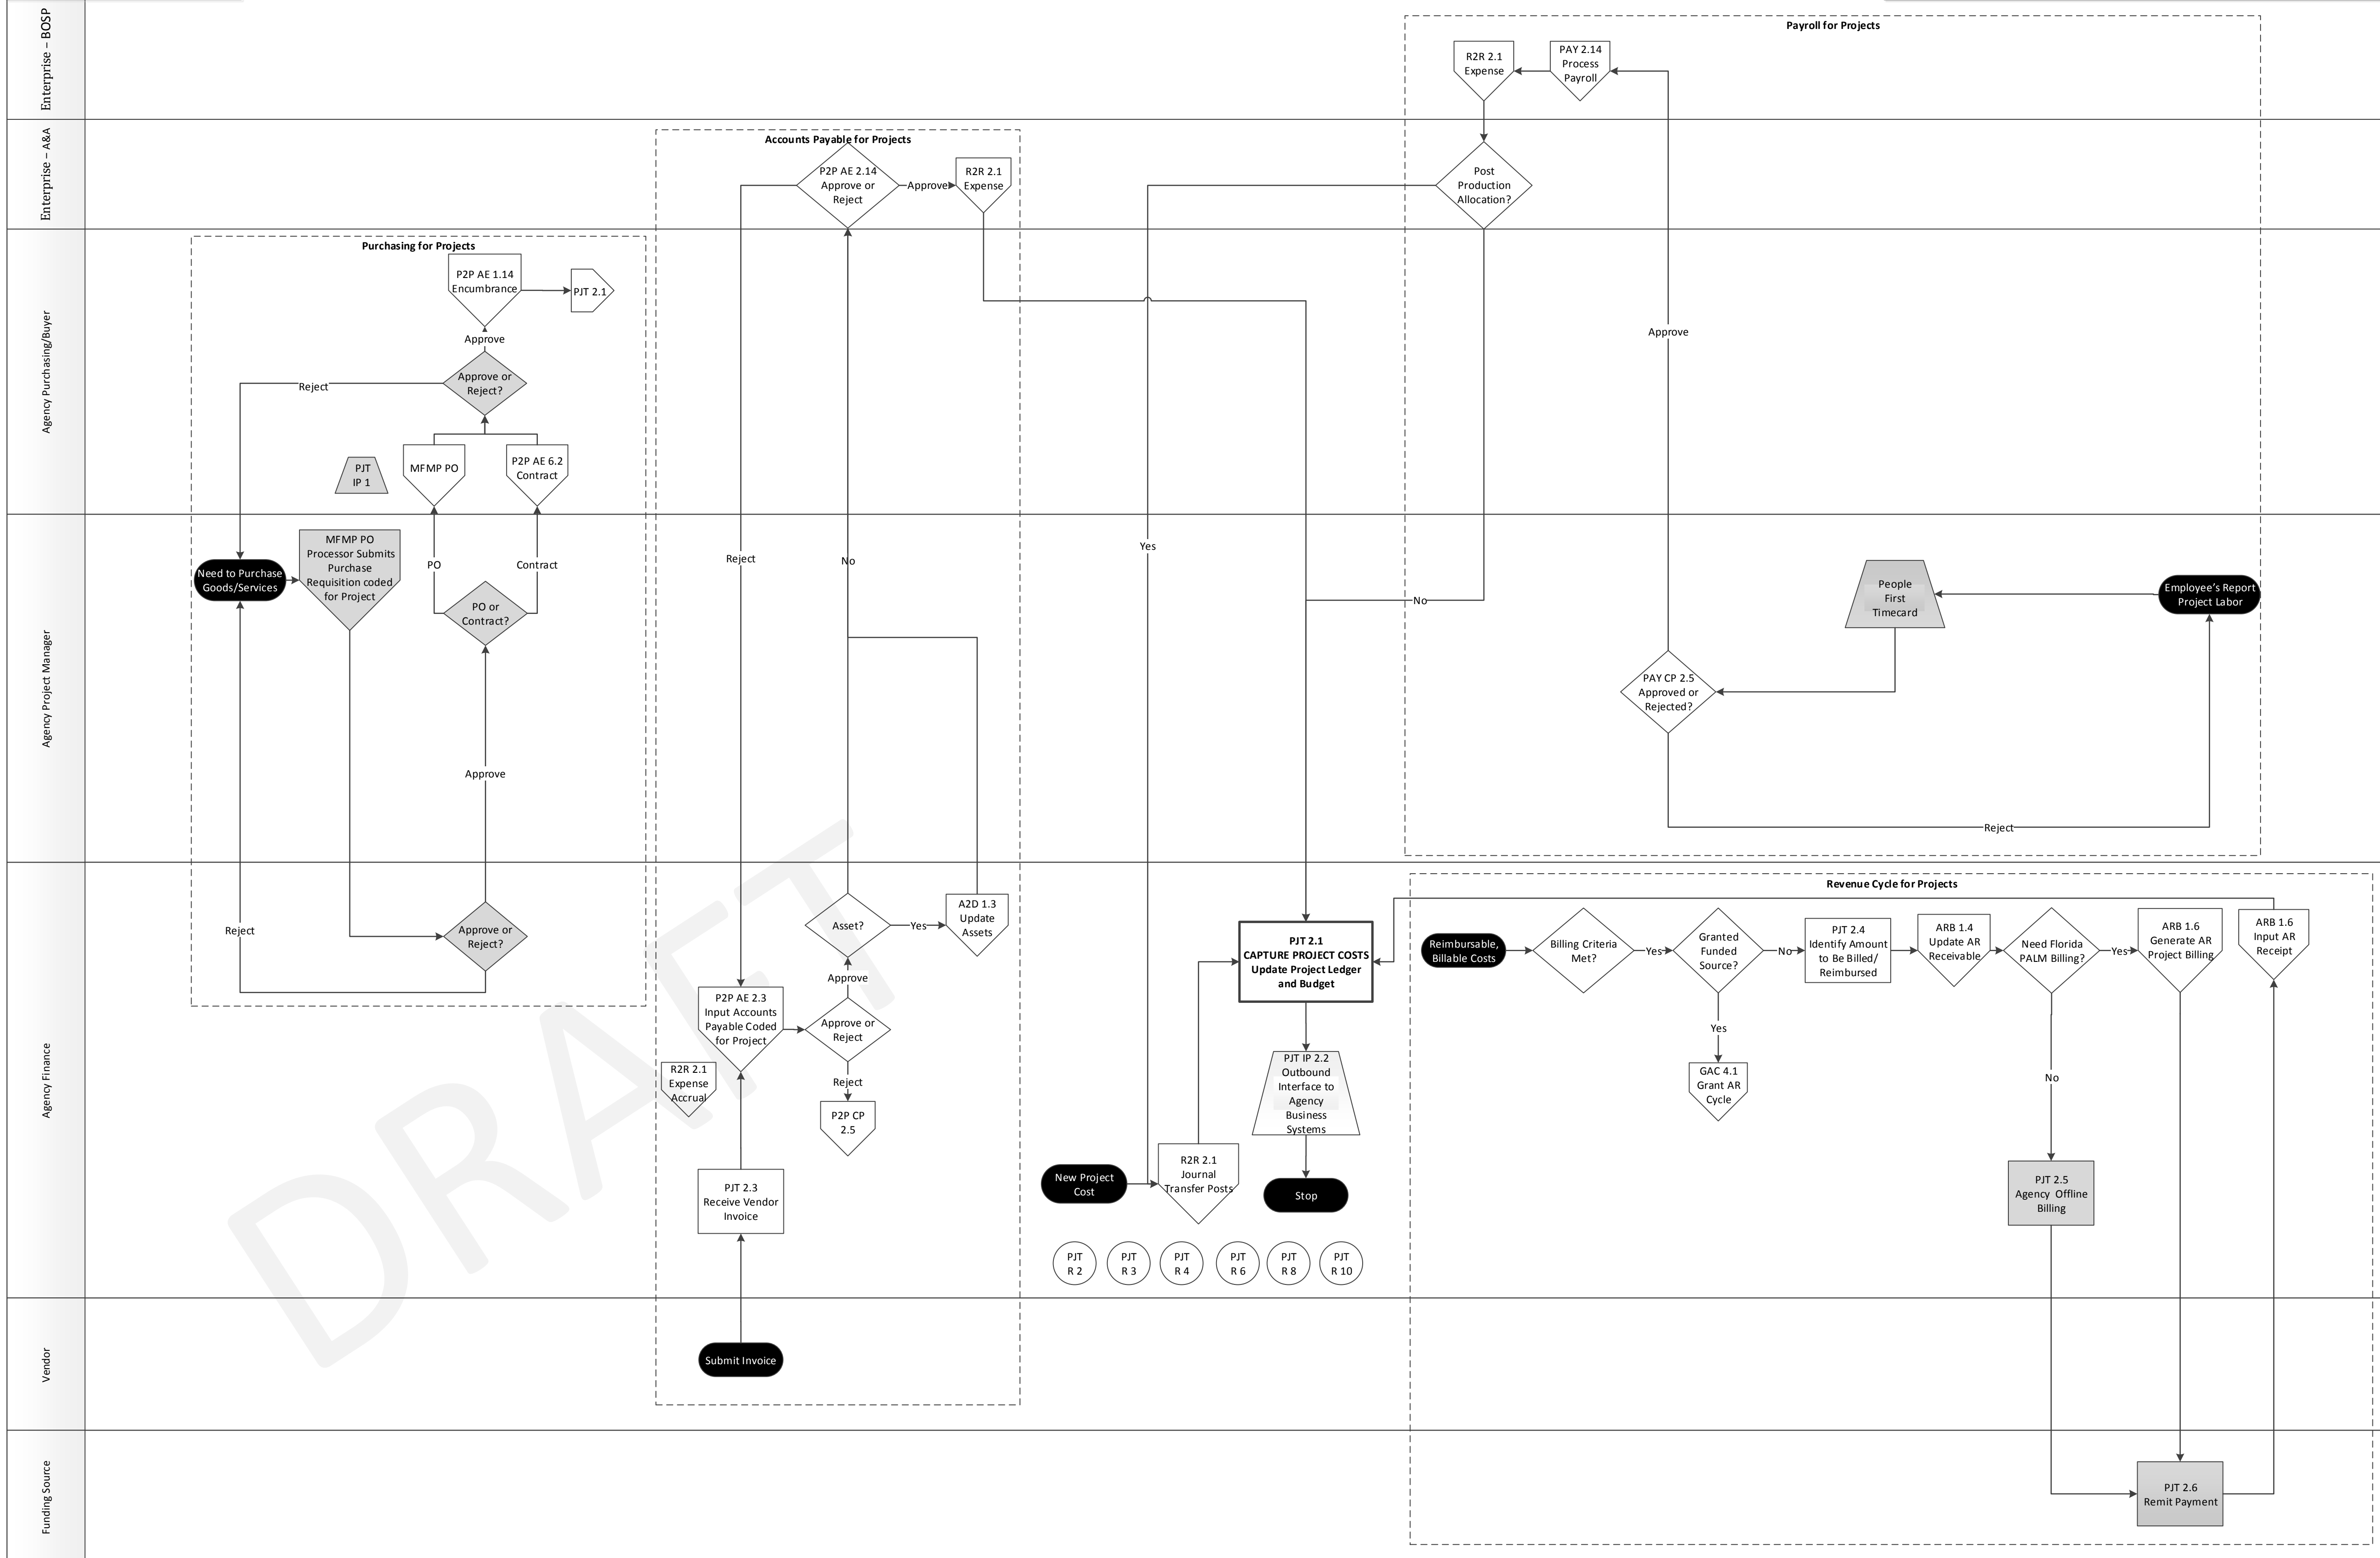 Enterprise – BOSP
Payroll for Projects
R2R 2.1
Expense
PAY 2.14
Process
Payroll
Enterprise – A&A
Accounts Payable for Projects
P2P AE 2.14
Approve or
Reject
Approve
R2R 2.1
Expense
Post
Production
Allocation?
Agency Purchasing/Buyer
Purchasing for Projects
P2P AE 1.14
Encumbrance
PJT 2.1
Approve
Approve or
Reject?
Reject
PJT
IP 1
MFMP PO
P2P AE 6.2
Contract
Approve
Agency Project Manager
Need to Purchase
Goods/Services
MFMP PO
Processor Submits
Purchase
Requisition coded
for Project
PO
Contract
PO or
Contract?
Approve
Reject
No
Yes
No
People
First
Timecard
Employee's Report
Project Labor
PAY CP 2.5
Approved or
Rejected?
Reject
Agency Finance
Reject
Approve or
Reject?
Asset?
Yes
A2D 1.3
Update
Assets
Approve
P2P AE 2.3
Input Accounts
Payable Coded
for Project
Approve or
Reject
R2R 2.1
Expense
Accrual
Reject
P2P CP
2.5
PJT 2.3
Receive Vendor
Invoice
PJT 2.1
CAPTURE PROJECT COSTS
Update Project Ledger
and Budget
PJT IP 2.2
Outbound
Interface to
Agency
Business
Systems
New Project
Cost
R2R 2.1
Journal
Transfer Posts
Stop
PJT
R 2
PJT
R 3
PJT
R 4
PJT
R 6
PJT
R 8
PJT
R 10
Revenue Cycle for Projects
Reimbursable,
Billable Costs
Billing Criteria
Met?
Yes
Granted
Funded
Source?
No
PJT 2.4
Identify Amount
to Be Billed/
Reimbursed
ARB 1.4
Update AR
Receivable
Need Florida
PALM Billing?
Yes
ARB 1.6
Generate AR
Project Billing
ARB 1.6
Input AR
Receipt
Yes
GAC 4.1
Grant AR
Cycle
No
PJT 2.5
Agency Offline
Billing
Vendor
Submit Invoice
Funding Source
PJT 2.6
Remit Payment
DRAFT